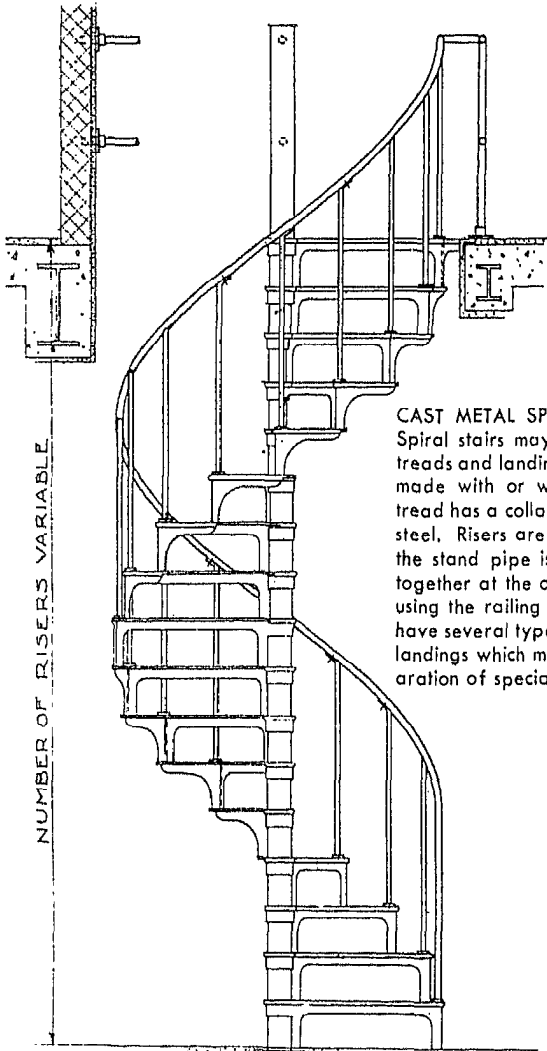 NUMBER OF RISERS VARIABLE
CAST METAL SP
Spiral stairs may
treads and landin
made with or w
tread has a colla
steel. Risers are
the stand pipe is
together at the o
using the railing
have several type
landings which m
aration of specia